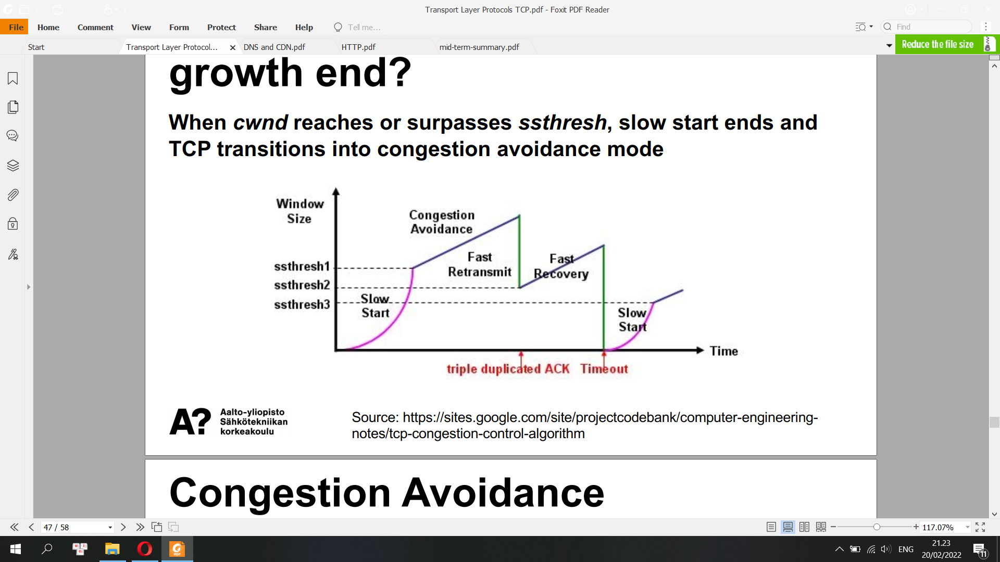 Transport Layer Protocols TCP.pdf - Foxit PDF Reader
File Home Comment View Form Protect Share Help Tell me... Find
Start Transport Layer Protocol... DNS and CDN.pdf HTTP.pdf mid-term-summary.pdf Reduce the file size
growth end?
When cwnd reaches or surpasses ssthresh, slow start ends and
TCP transitions into congestion avoidance mode
Window
Size
Congestion
Avoidance
Fast
Retransmit
Fast
Recovery
ssthresh1
ssthresh2
ssthresh3
Slow
Start
Slow
Start
Time
triple duplicated ACK Timeout
A?
Aalto-yliopisto
Sähkötekniikan
korkeakoulu
Source: https://sites.google.com/site/projectcodebank/computer-engineering-
notes/tcp-congestion-control-algorithm
Congestion Avoidance
47 / 58
117.07%
ENG
21.23
20/02/2022
11